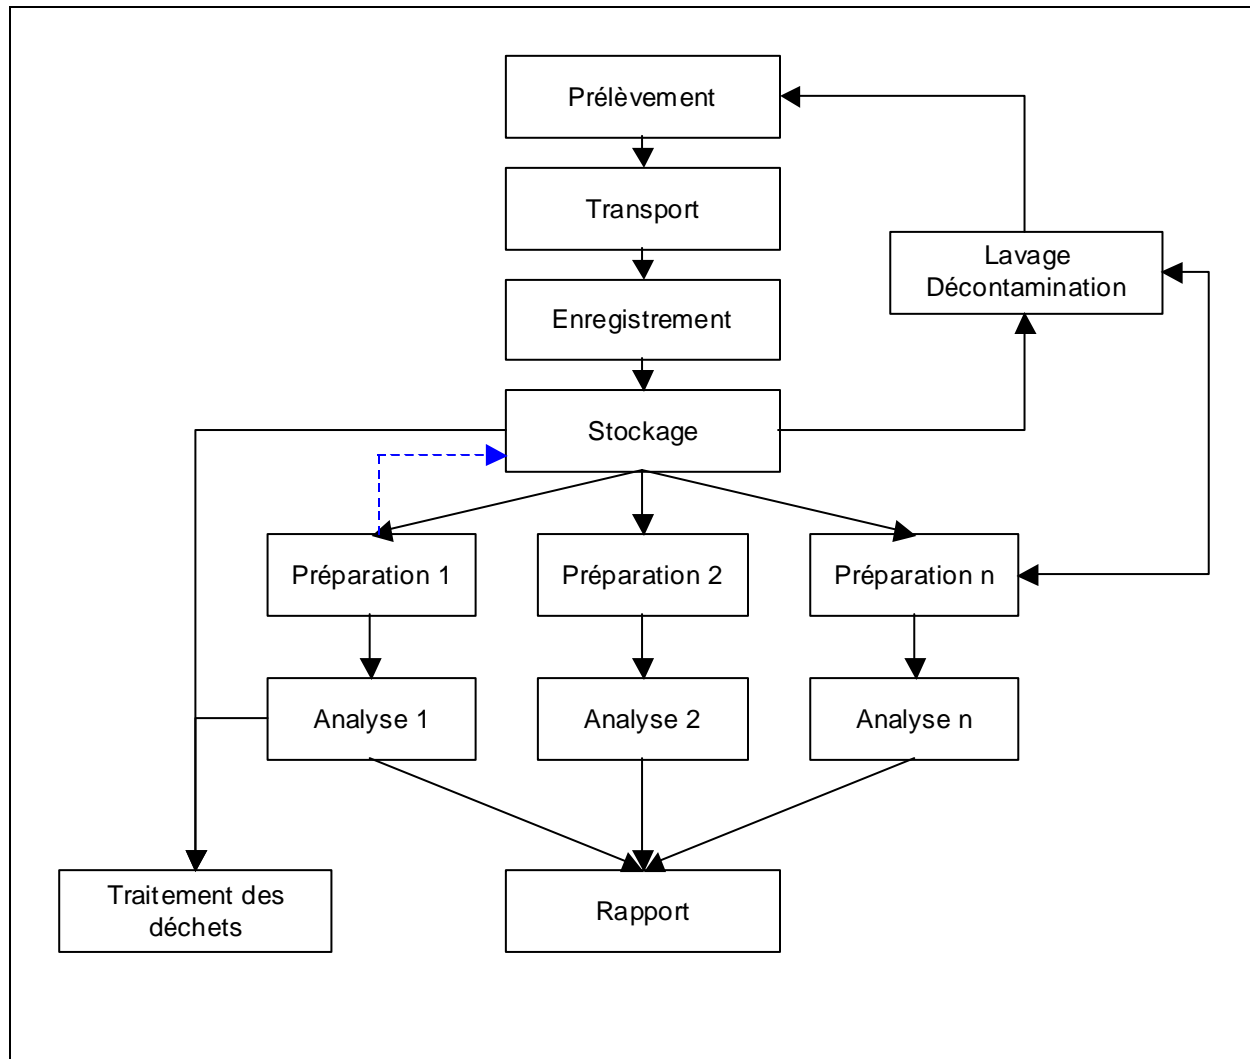 Prélèvement
Transport
Lavage
Décontamination
Enregistrement
Stockage
Préparation 1
Préparation 2
Préparation n
Analyse 1
Analyse 2
Analyse n
Traitement des
déchets
Rapport